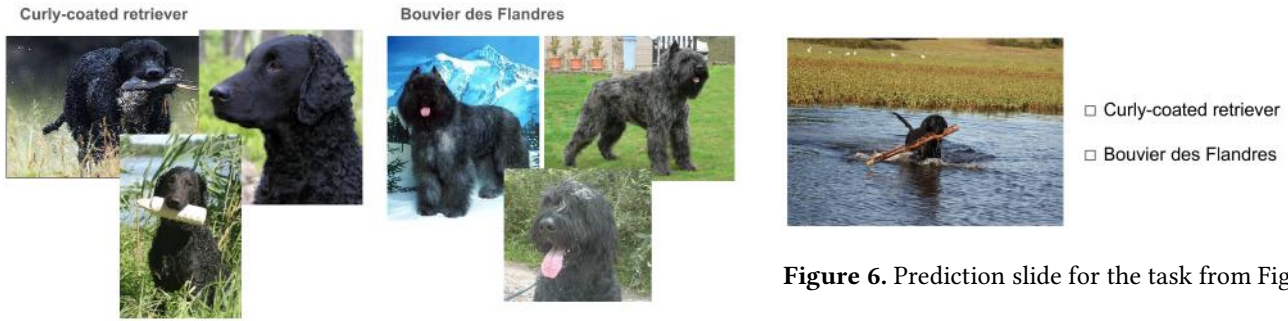 Curly-coated retriever
Bouvier des Flandres
□ Curly-coated retriever
□ Bouvier des Flandres
Figure 6. Prediction slide for the task from Fig